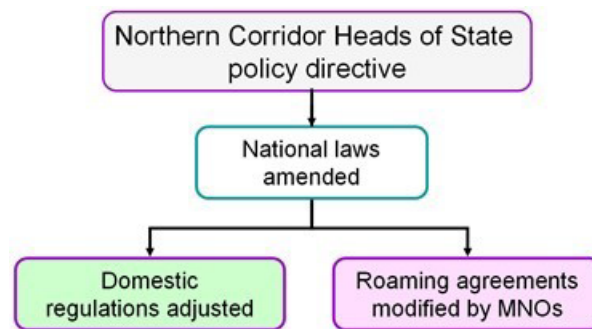 Northern Corridor Heads of State
policy directive
National laws
amended
Domestic
regulations adjusted
Roaming agreements
modified by MNOs